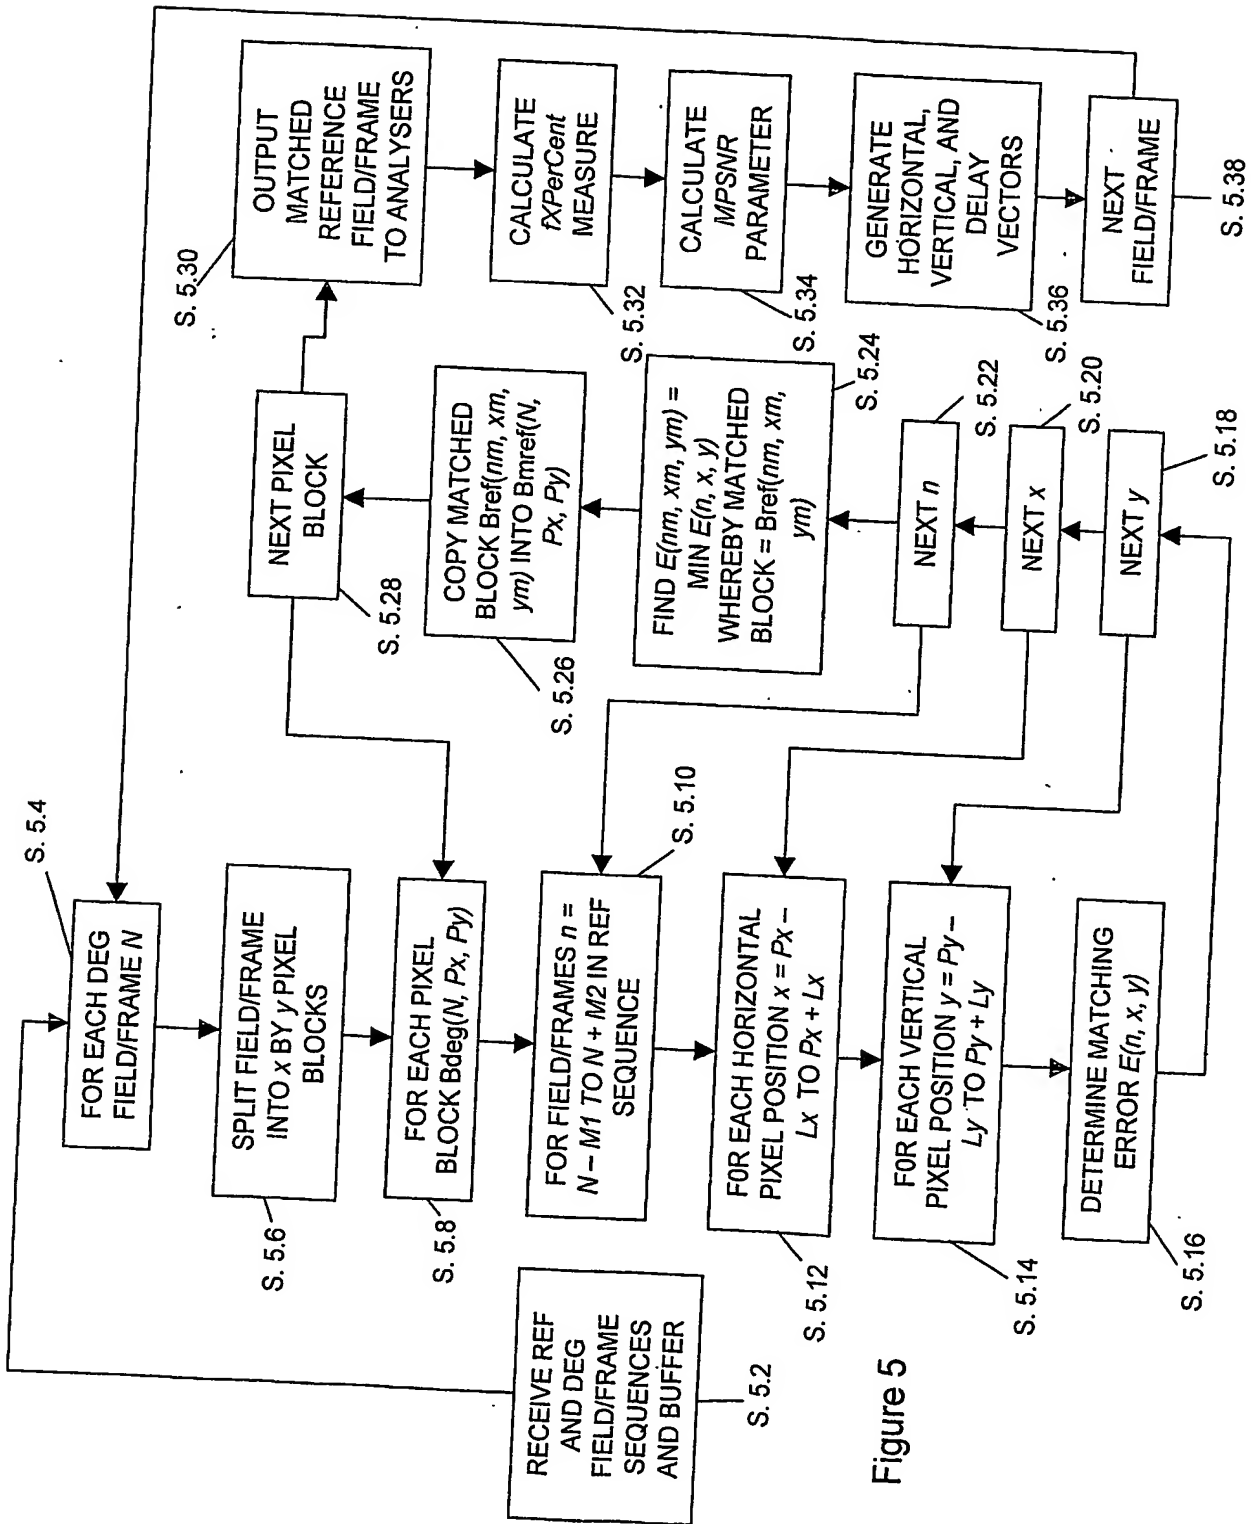 RECEIVE REF
AND DEG
FIELD/FRAME
SEQUENCES
AND BUFFER
S. 5.2
FOR EACH DEG
FIELD/FRAME N
S. 5.4
SPLIT FIELD/FRAME
INTO x BY y PIXEL
BLOCKS
S. 5.6
FOR EACH PIXEL
BLOCK Bdeg(N, Px, Py)
S. 5.8
FOR FIELD/FRAMES n =
N – M1 TO N + M2 IN REF
SEQUENCE
S. 5.10
FOR EACH HORIZONTAL
PIXEL POSITION x = Px –
Lx TO Px + Lx
S. 5.12
FOR EACH VERTICAL
PIXEL POSITION y = Py –
Ly TO Py + Ly
S. 5.14
DETERMINE MATCHING
ERROR E(n, x, y)
S. 5.16
NEXT y
S. 5.18
NEXT x
S. 5.20
NEXT n
S. 5.22
FIND E(nm, xm, ym) =
MIN E(n, x, y)
WHEREBY MATCHED
BLOCK = Bref(nm, xm,
ym)
S. 5.24
COPY MATCHED
BLOCK Bref(nm, xm,
ym) INTO Bmref(N,
Px, Py)
S. 5.26
NEXT PIXEL
BLOCK
S. 5.28
OUTPUT
MATCHED
REFERENCE
FIELD/FRAME
TO ANALYSERS
S. 5.30
CALCULATE
fXPerCent
MEASURE
S. 5.32
CALCULATE
MPSNR
PARAMETER
S. 5.34
GENERATE
HORIZONTAL,
VERTICAL, AND
DELAY
VECTORS
S. 5.36
NEXT
FIELD/FRAME
S. 5.38
Figure 5